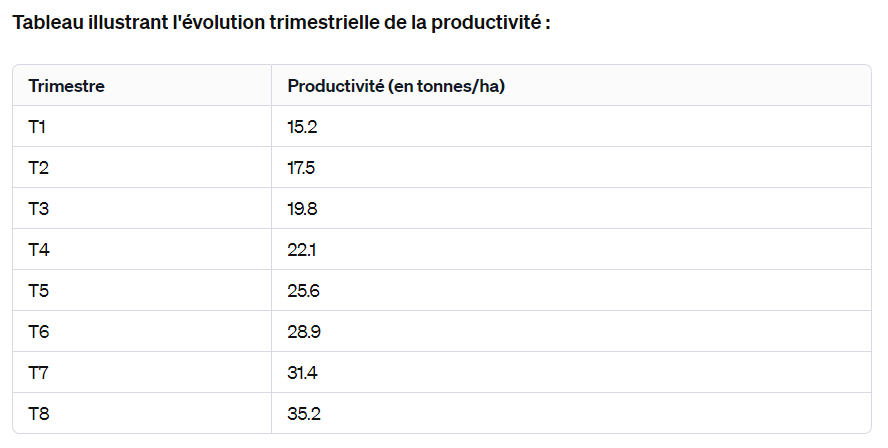 Tableau illustrant l'évolution trimestrielle de la productivité :
Trimestre Productivité (en tonnes/ha)
T1 15.2
T2 17.5
T3 19.8
T4 22.1
T5 25.6
T6 28.9
T7 31.4
T8 35.2